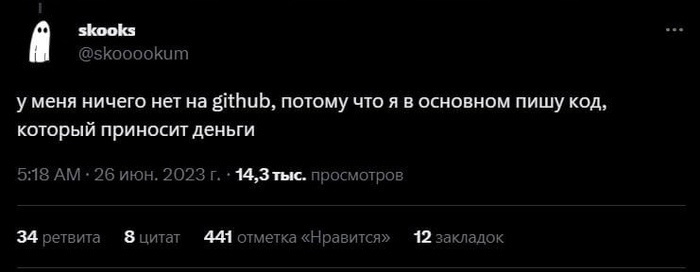 skooks
@skooookum
у меня ничего нет на github, потому что я в основном пишу код,
который приносит деньги
5:18 AM · 26 июн. 2023 г. · 14,3 тыс. просмотров
34 ретвита 8 цитат 441 отметка «Нравится» 12 закладок